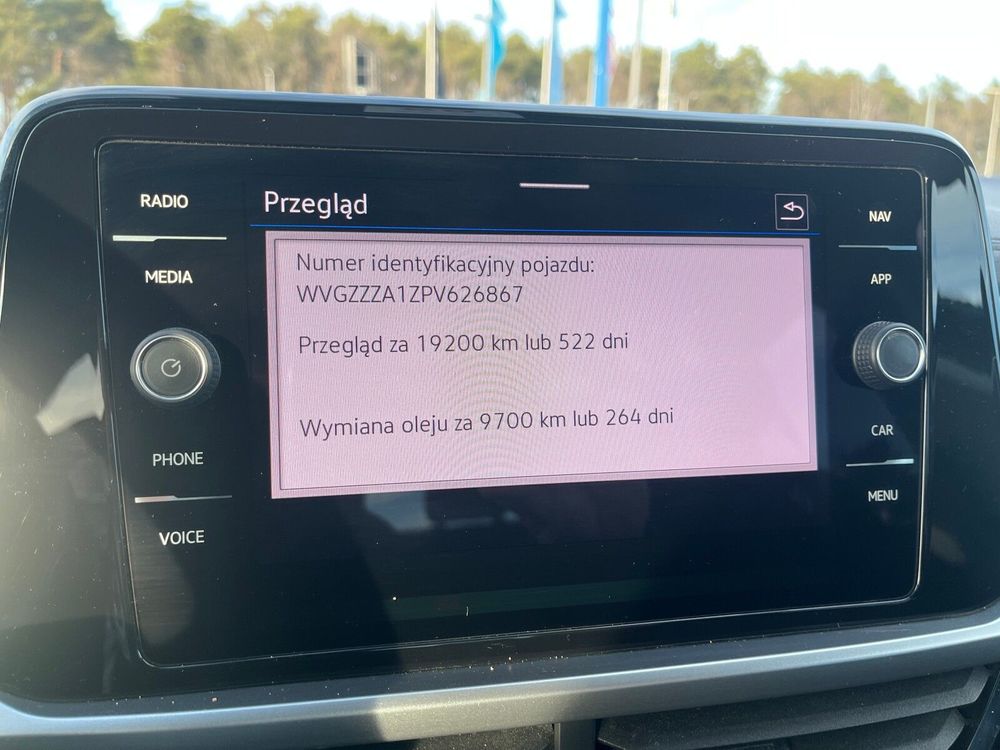 RADIO
MEDIA
PHONE
VOICE
Przegląd
Numer identyfikacyjny pojazdu:
WVGZZZA1ZPV626867
Przegląd za 19200 km lub 522 dni
Wymiana oleju za 9700 km lub 264 dni
NAV
APP
CAR
MENU